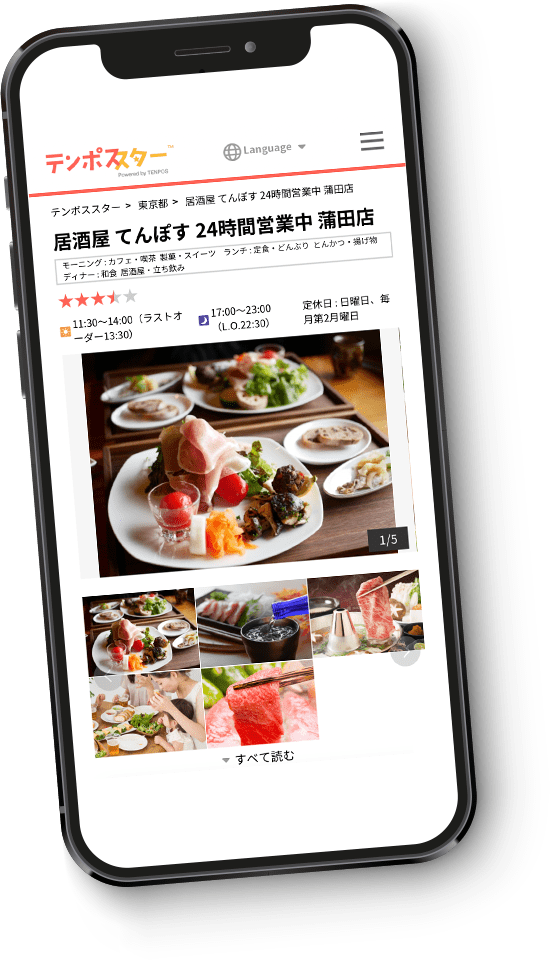 テンポススター™
Powered by TENPOS
Language
テンポススター > 東京都 > 居酒屋 てんぽす 24時間営業中 蒲田店
居酒屋 てんぽす 24時間営業中 蒲田店
モーニング : カフェ・喫茶 製菓・スイーツ ランチ : 定食・どんぶり とんかつ・揚げ物
ディナー : 和食 居酒屋・立ち飲み
11:30〜14:00（ラストオ
ーダー13:30）
17:00〜23:00
（L.O.22:30）
定休日 : 日曜日、毎
月第2月曜日
1/5
すべて読む